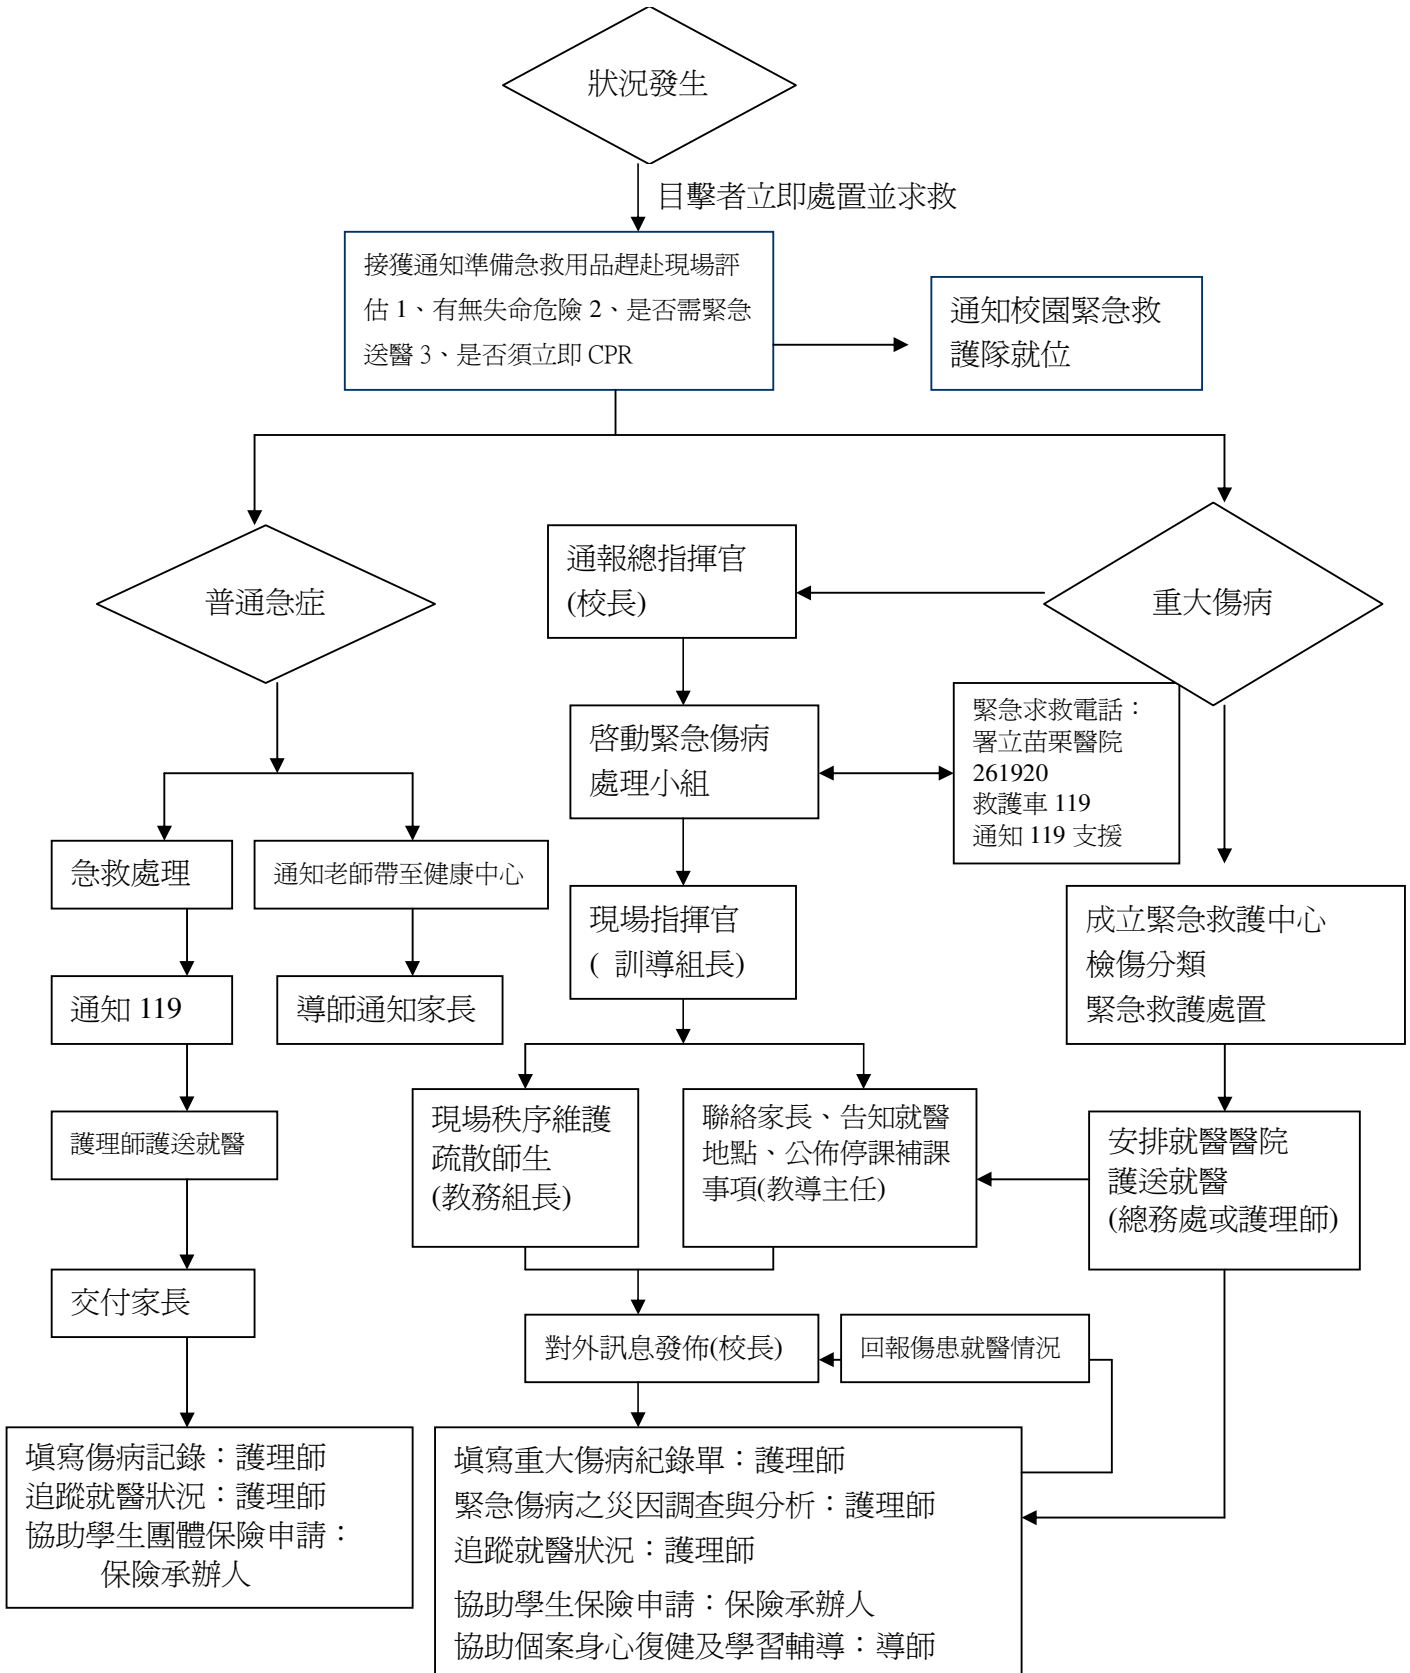 狀況發生
目擊者立即處置並求救
接獲通知準備急救用品趕赴現場評
估 1、有無失命危險 2、是否需緊急
送醫 3、是否須立即 CPR
通知校園緊急救
護隊就位
普通急症
通報總指揮官
(校長)
重大傷病
啓動緊急傷病
處理小組
緊急求救電話：
署立苗栗醫院
261920
救護車 119
通知 119 支援
急救處理
通知老師帶至健康中心
現場指揮官
( 訓導組長)
成立緊急救護中心
檢傷分類
緊急救護處置
通知 119
導師通知家長
現場秩序維護
疏散師生
(教務組長)
聯絡家長、告知就醫
地點、公佈停課補課
事項(教導主任)
安排就醫醫院
護送就醫
(總務處或護理師)
護理師護送就醫
交付家長
對外訊息發佈(校長)
回報傷患就醫情況
填寫傷病記錄：護理師
追蹤就醫狀況：護理師
協助學生團體保險申請：
保險承辦人
填寫重大傷病紀錄單：護理師
緊急傷病之災因調查與分析：護理師
追蹤就醫狀況：護理師
協助學生保險申請：保險承辦人
協助個案身心復健及學習輔導：導師